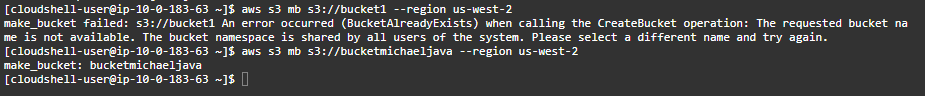 [cloudshell-user@ip-10-0-183-63 ~]$ aws s3 mb s3://bucket1 --region us-west-2
make_bucket failed: s3://bucket1 An error occurred (BucketAlreadyExists) when calling the CreateBucket operation: The requested bucket na
me is not available. The bucket namespace is shared by all users of the system. Please select a different name and try again.
[cloudshell-user@ip-10-0-183-63 ~]$ aws s3 mb s3://bucketmichaeljava --region us-west-2
make_bucket: bucketmichaeljava
[cloudshell-user@ip-10-0-183-63 ~]$